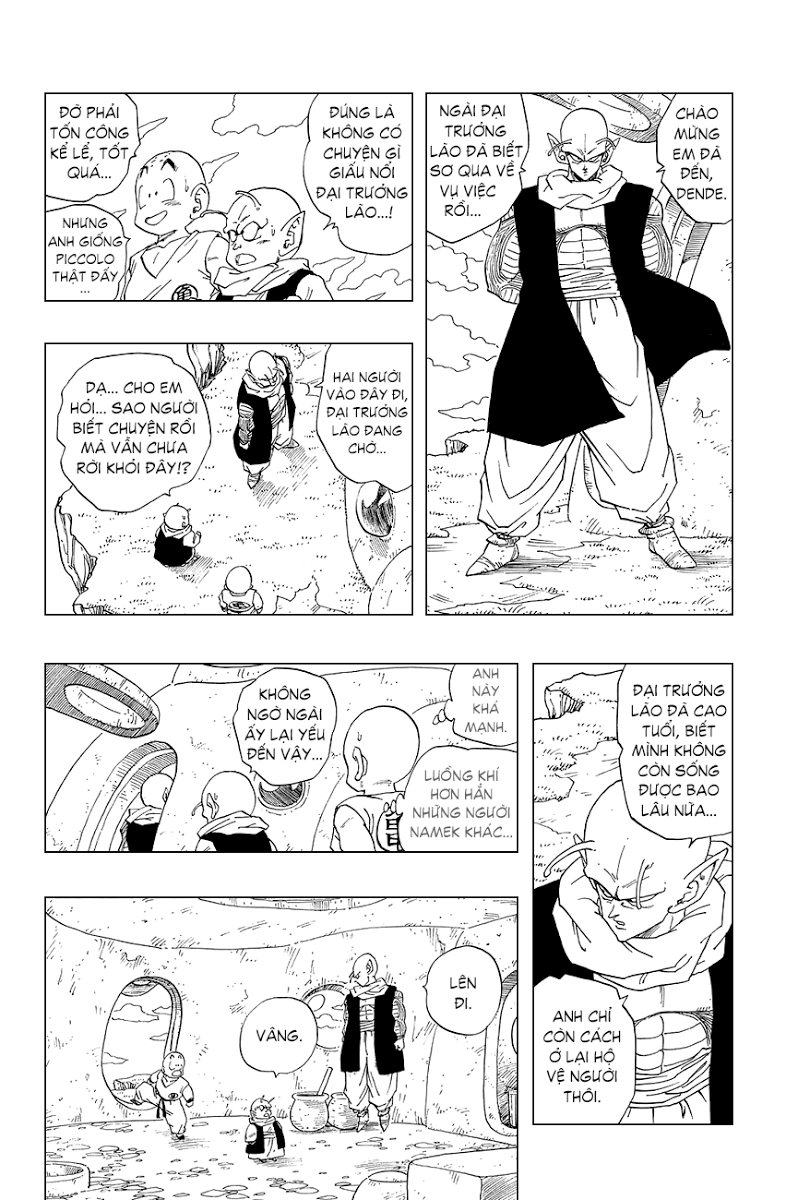 CHÀO
MỪNG
EM ĐÃ
ĐẾN,
DENDE.
NGÀI ĐẠI
TRƯỞNG
LÃO ĐÃ BIẾT
SƠ QUA VỀ
VỤ VIỆC
RỒI...
ĐÚNG LÀ
KHÔNG CÓ
CHUYỆN GÌ
GIẤU NỔI
ĐẠI TRƯỞNG
LÃO...!
ĐỠ PHẢI
TỐN CÔNG
KỂ LỂ, TỐT
QUÁ...
NHƯNG
ANH GIỐNG
PICCOLO
THẬT ĐẤY
...
HAI NGƯỜI
VÀO ĐÂY ĐI,
ĐẠI TRƯỞNG
LÃO ĐANG
CHỜ...
DẠ... CHO EM
HỎI... SAO NGƯỜI
BIẾT CHUYỆN RỒI
MÀ VẪN CHƯA
RỜI KHỎI ĐÂY!?
ĐẠI TRƯỞNG
LÃO ĐÃ CAO
TUỔI, BIẾT
MÌNH KHÔNG
CÒN SỐNG
ĐƯỢC BAO
LÂU NỮA...
ANH CHỈ
CÒN CÁCH
Ở LẠI HỘ
VỆ NGƯỜI
THÔI.
ANH
NÀY
KHÁ
MẠNH.
LUỒNG KHÍ
HƠN HẲN
NHỮNG NGƯỜI
NAMEK KHÁC...
KHÔNG
NGỜ NGÀI
ẤY LẠI YẾU
ĐẾN VẬY...
LÊN
ĐI.
VÂNG.